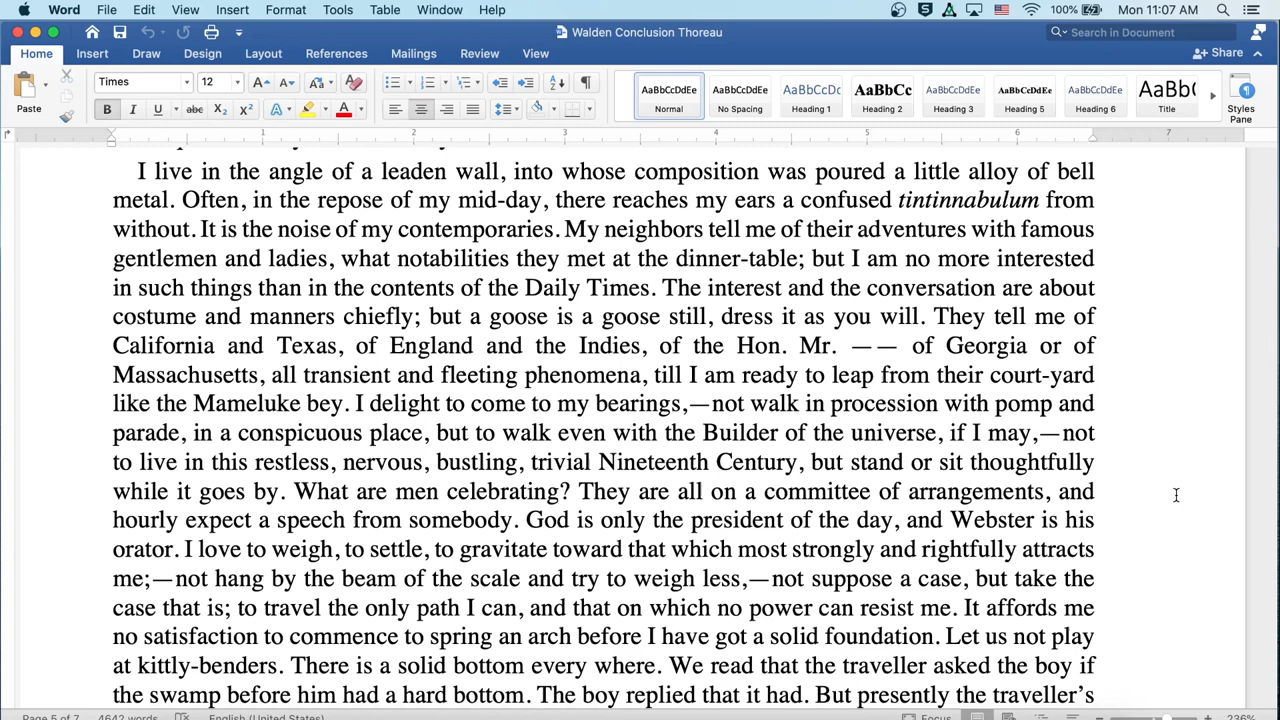 Word File Edit View Insert Format Tools Table Window Help 100% Mon 11:07 AM
Walden Conclusion Thoreau Search in Document
Home Insert Draw Design Layout References Mailings Review View Share
Times 12
AaBbCcDdEe AaBbCcDdEe AaBbCcDc AaBbCc AaBbCcDdEe AaBbCcDdEe AaBbCcDdEe AaBb(
Paste B I U abc X2 X2 A A Normal No Spacing Heading 1 Heading 2 Heading 3 Heading 5 Heading 6 Title Styles Pane
1 2 3 4 5 6 7
I live in the angle of a leaden wall, into whose composition was poured a little alloy of bell
metal. Often, in the repose of my mid-day, there reaches my ears a confused tintinnabulum from
without. It is the noise of my contemporaries. My neighbors tell me of their adventures with famous
gentlemen and ladies, what notabilities they met at the dinner-table; but I am no more interested
in such things than in the contents of the Daily Times. The interest and the conversation are about
costume and manners chiefly; but a goose is a goose still, dress it as you will. They tell me of
California and Texas, of England and the Indies, of the Hon. Mr. —— of Georgia or of
Massachusetts, all transient and fleeting phenomena, till I am ready to leap from their court-yard
like the Mameluke bey. I delight to come to my bearings,—not walk in procession with pomp and
parade, in a conspicuous place, but to walk even with the Builder of the universe, if I may,—not
to live in this restless, nervous, bustling, trivial Nineteenth Century, but stand or sit thoughtfully
while it goes by. What are men celebrating? They are all on a committee of arrangements, and
hourly expect a speech from somebody. God is only the president of the day, and Webster is his
orator. I love to weigh, to settle, to gravitate toward that which most strongly and rightfully attracts
me;—not hang by the beam of the scale and try to weigh less,—not suppose a case, but take the
case that is; to travel the only path I can, and that on which no power can resist me. It affords me
no satisfaction to commence to spring an arch before I have got a solid foundation. Let us not play
at kittly-benders. There is a solid bottom every where. We read that the traveller asked the boy if
the swamp before him had a hard bottom. The boy replied that it had. But presently the traveller's
Page 5 of 7 4642 words English (United States) Focus 236%